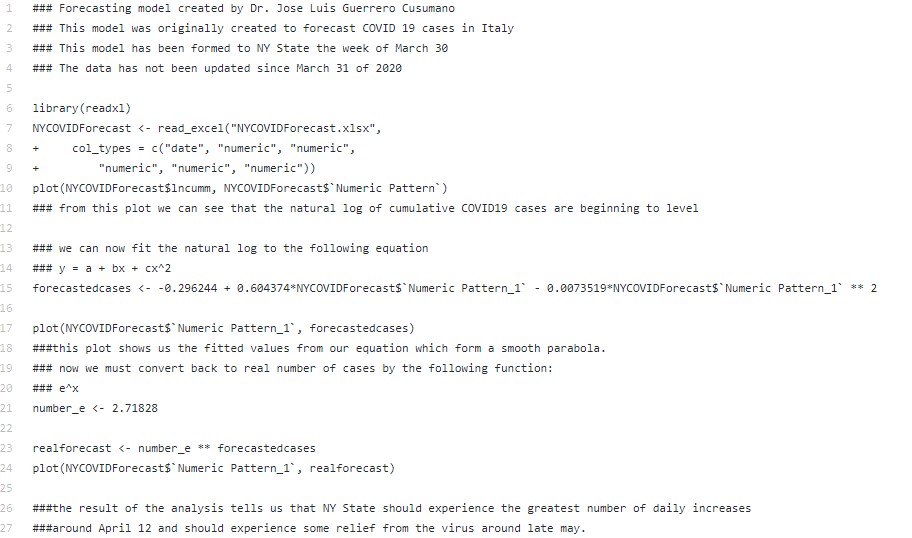 1 ### Forecasting model created by Dr. Jose Luis Guerrero Cusumano
2 ### This model was originally created to forecast COVID 19 cases in Italy
3 ### This model has been formed to NY State the week of March 30
4 ### The data has not been updated since March 31 of 2020
5
6 library(readxl)
7 NYCOVIDForecast <- read_excel("NYCOVIDForecast.xlsx",
8 +     col_types = c("date", "numeric", "numeric",
9 +         "numeric", "numeric", "numeric"))
10 plot(NYCOVIDForecast$lncumm, NYCOVIDForecast$`Numeric Pattern`)
11 ### from this plot we can see that the natural log of cumulative COVID19 cases are beginning to level
12
13 ### we can now fit the natural log to the following equation
14 ### y = a + bx + cx^2
15 forecastedcases <- -0.296244 + 0.604374*NYCOVIDForecast$`Numeric Pattern_1` - 0.0073519*NYCOVIDForecast$`Numeric Pattern_1` ** 2
16
17 plot(NYCOVIDForecast$`Numeric Pattern_1`, forecastedcases)
18 ###this plot shows us the fitted values from our equation which form a smooth parabola.
19 ### now we must convert back to real number of cases by the following function:
20 ### e^x
21 number_e <- 2.71828
22
23 realforecast <- number_e ** forecastedcases
24 plot(NYCOVIDForecast$`Numeric Pattern_1`, realforecast)
25
26 ###the result of the analysis tells us that NY State should experience the greatest number of daily increases
27 ###around April 12 and should experience some relief from the virus around late may.